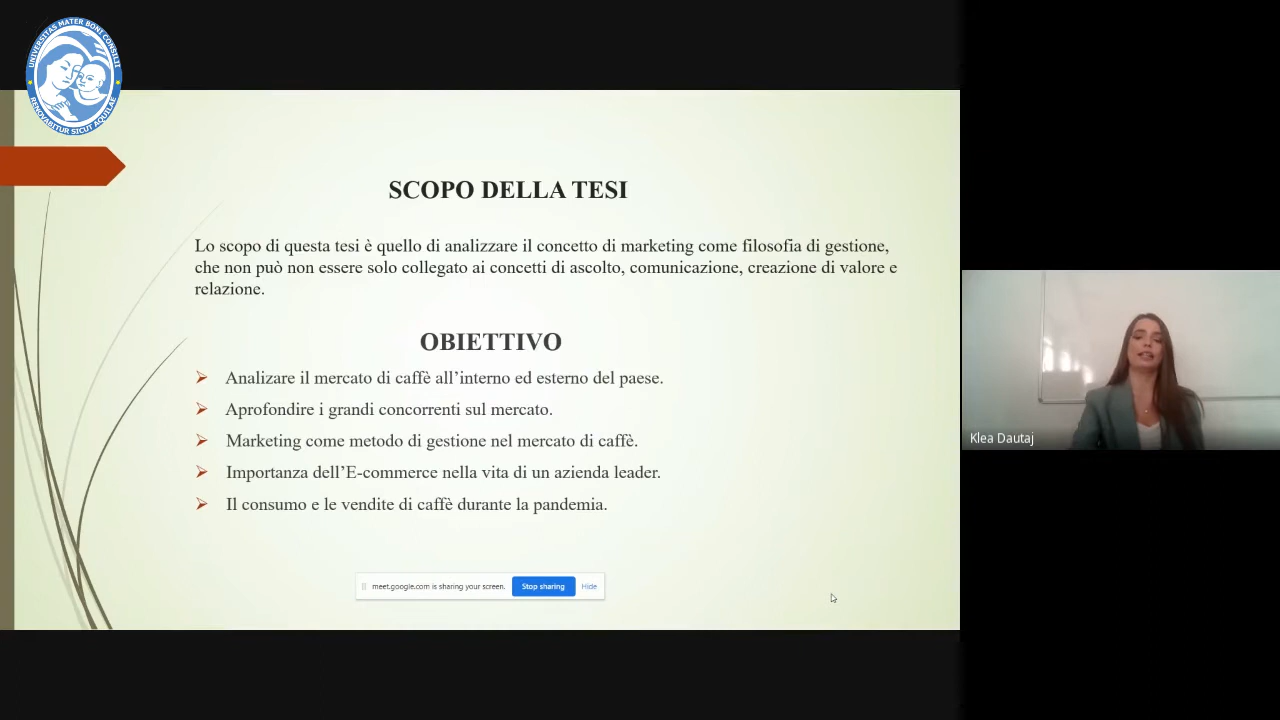 UNIVERSITAS MATER BONI CONSILII
RENOVABITUR SICUT AQUILAE
SCOPO DELLA TESI
Lo scopo di questa tesi è quello di analizzare il concetto di marketing come filosofia di gestione,
che non può non essere solo collegato ai concetti di ascolto, comunicazione, creazione di valore e
relazione.
OBIETTIVO
Analizare il mercato di caffè all’interno ed esterno del paese.
Aprofondire i grandi concorrenti sul mercato.
Marketing come metodo di gestione nel mercato di caffè.
Importanza dell’E-commerce nella vita di un azienda leader.
Il consumo e le vendite di caffè durante la pandemia.
meet.google.com is sharing your screen. Stop sharing Hide
Klea Dautaj